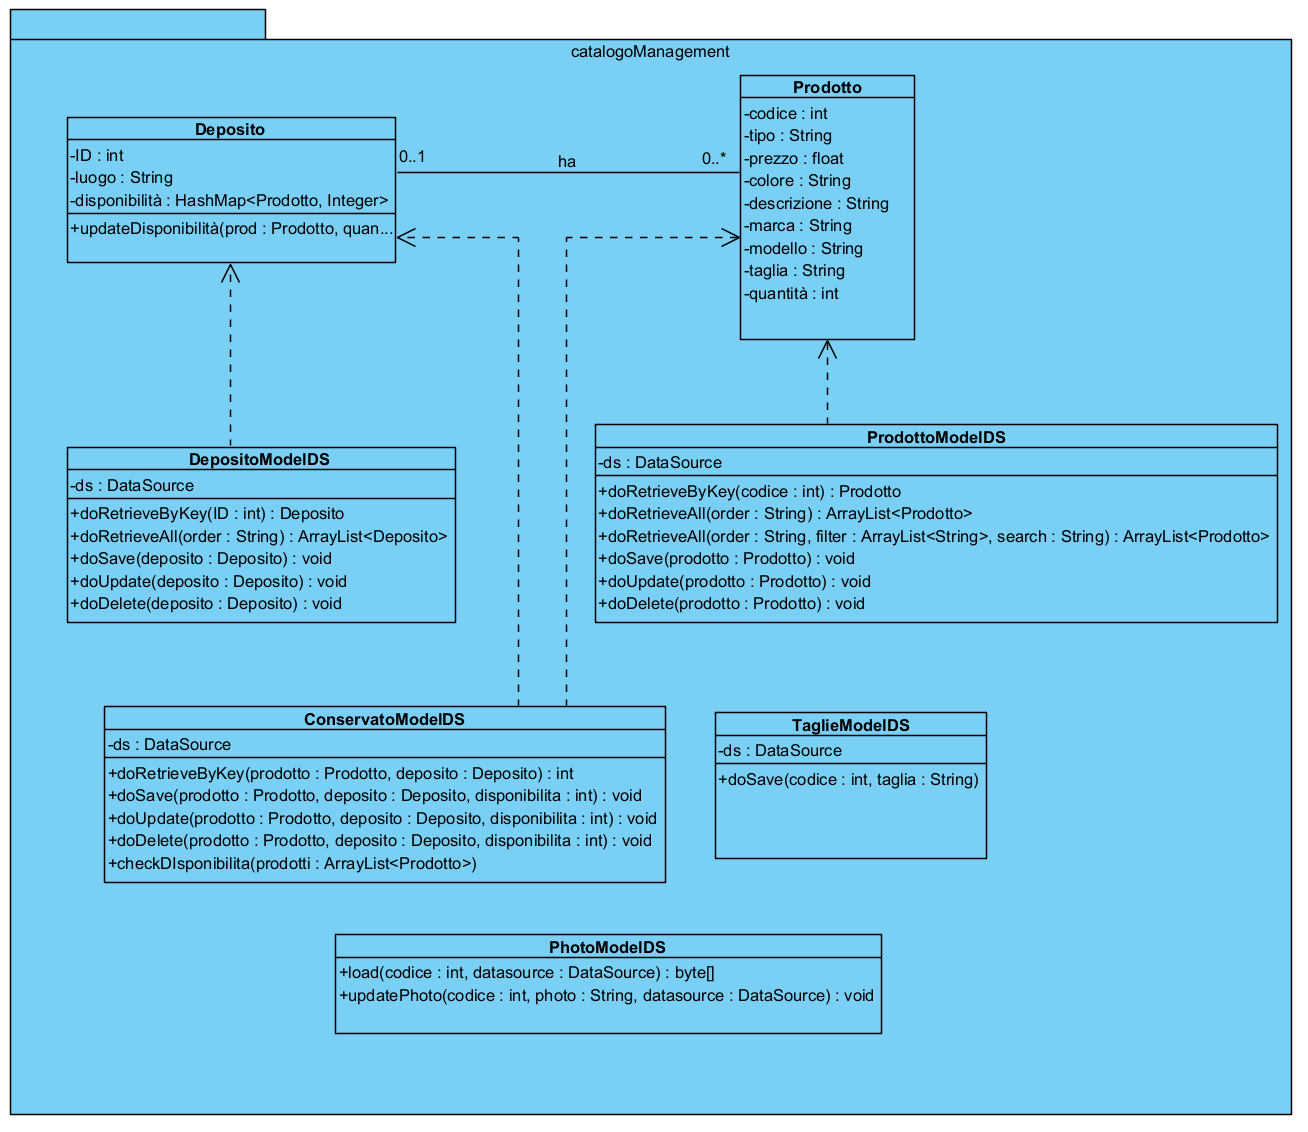 catalogoManagement
Deposito
-ID : int
-luogo : String
-disponibilità : HashMap<Prodotto, Integer>
+updateDisponibilità(prod : Prodotto, quan...
0..1
ha
0..*
Prodotto
-codice : int
-tipo : String
-prezzo : float
-colore : String
-descrizione : String
-marca : String
-modello : String
-taglia : String
-quantità : int
DepositoModelDS
-ds : DataSource
+doRetrieveByKey(ID : int) : Deposito
+doRetrieveAll(order : String) : ArrayList<Deposito>
+doSave(deposito : Deposito) : void
+doUpdate(deposito : Deposito) : void
+doDelete(deposito : Deposito) : void
ProdottoModelDS
-ds : DataSource
+doRetrieveByKey(codice : int) : Prodotto
+doRetrieveAll(order : String) : ArrayList<Prodotto>
+doRetrieveAll(order : String, filter : ArrayList<String>, search : String) : ArrayList<Prodotto>
+doSave(prodotto : Prodotto) : void
+doUpdate(prodotto : Prodotto) : void
+doDelete(prodotto : Prodotto) : void
ConservatoModelDS
-ds : DataSource
+doRetrieveByKey(prodotto : Prodotto, deposito : Deposito) : int
+doSave(prodotto : Prodotto, deposito : Deposito, disponibilita : int) : void
+doUpdate(prodotto : Prodotto, deposito : Deposito, disponibilita : int) : void
+doDelete(prodotto : Prodotto, deposito : Deposito, disponibilita : int) : void
+checkDIsponibilita(prodotti : ArrayList<Prodotto>)
TaglieModelDS
-ds : DataSource
+doSave(codice : int, taglia : String)
PhotoModelDS
+load(codice : int, datasource : DataSource) : byte[]
+updatePhoto(codice : int, photo : String, datasource : DataSource) : void